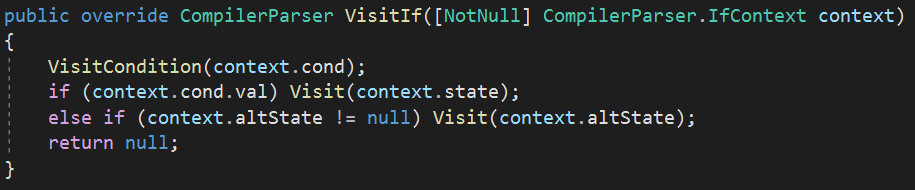 public override CompilerParser VisitIf([NotNull] CompilerParser.IfContext context)
{
    VisitCondition(context.cond);
    if (context.cond.val) Visit(context.state);
    else if (context.altState != null) Visit(context.altState);
    return null;
}